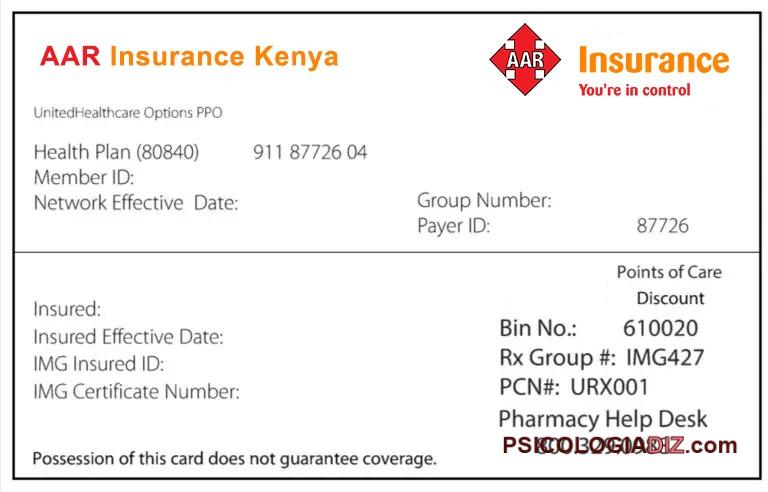 AAR Insurance Kenya
AAR
Insurance
You're in control
UnitedHealthcare Options PPO
Health Plan (80840) 911 87726 04
Member ID:
Network Effective Date:
Group Number:
Payer ID: 87726
Points of Care
Discount
Insured:
Insured Effective Date:
IMG Insured ID:
IMG Certificate Number:
Bin No.: 610020
Rx Group #: IMG427
PCN#: URX001
Pharmacy Help Desk
PSICOLOGIADIZ.com
Possession of this card does not guarantee coverage.